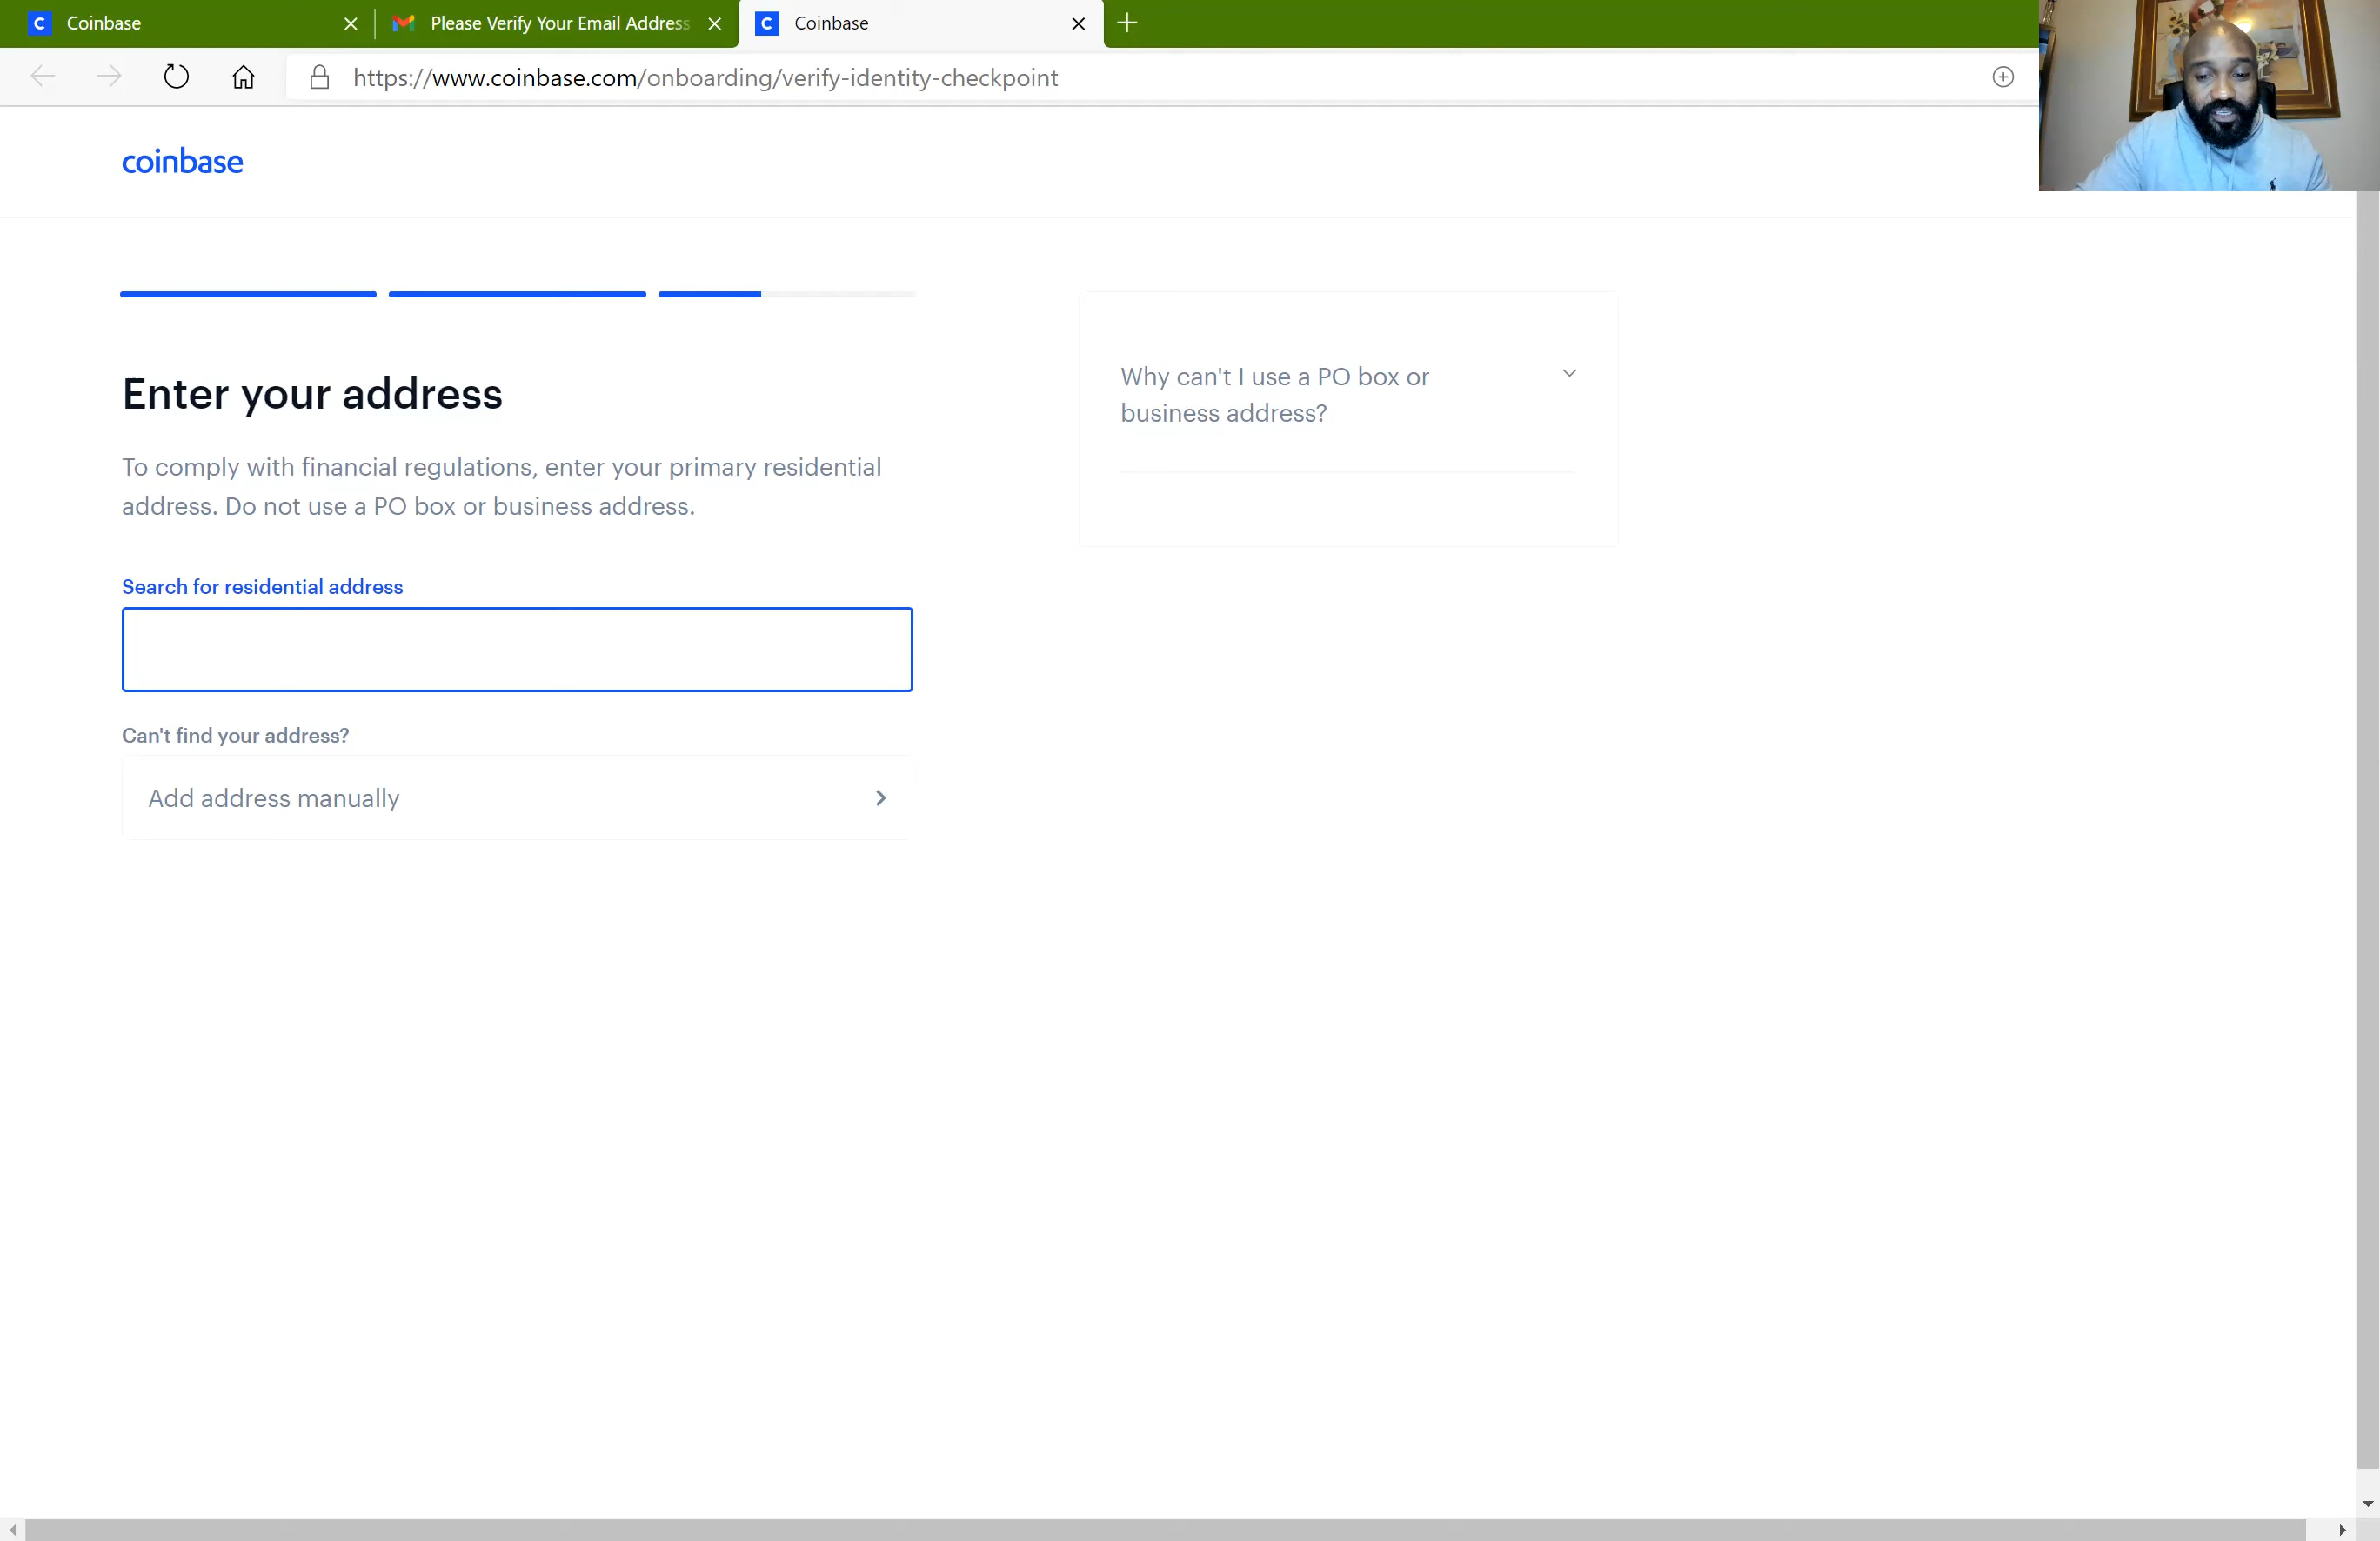 Coinbase
Please Verify Your Email Address
Coinbase
https://www.coinbase.com/onboarding/verify-identity-checkpoint
coinbase
Enter your address
To comply with financial regulations, enter your primary residential
address. Do not use a PO box or business address.
Search for residential address
Can't find your address?
Add address manually
Why can't I use a PO box or
business address?